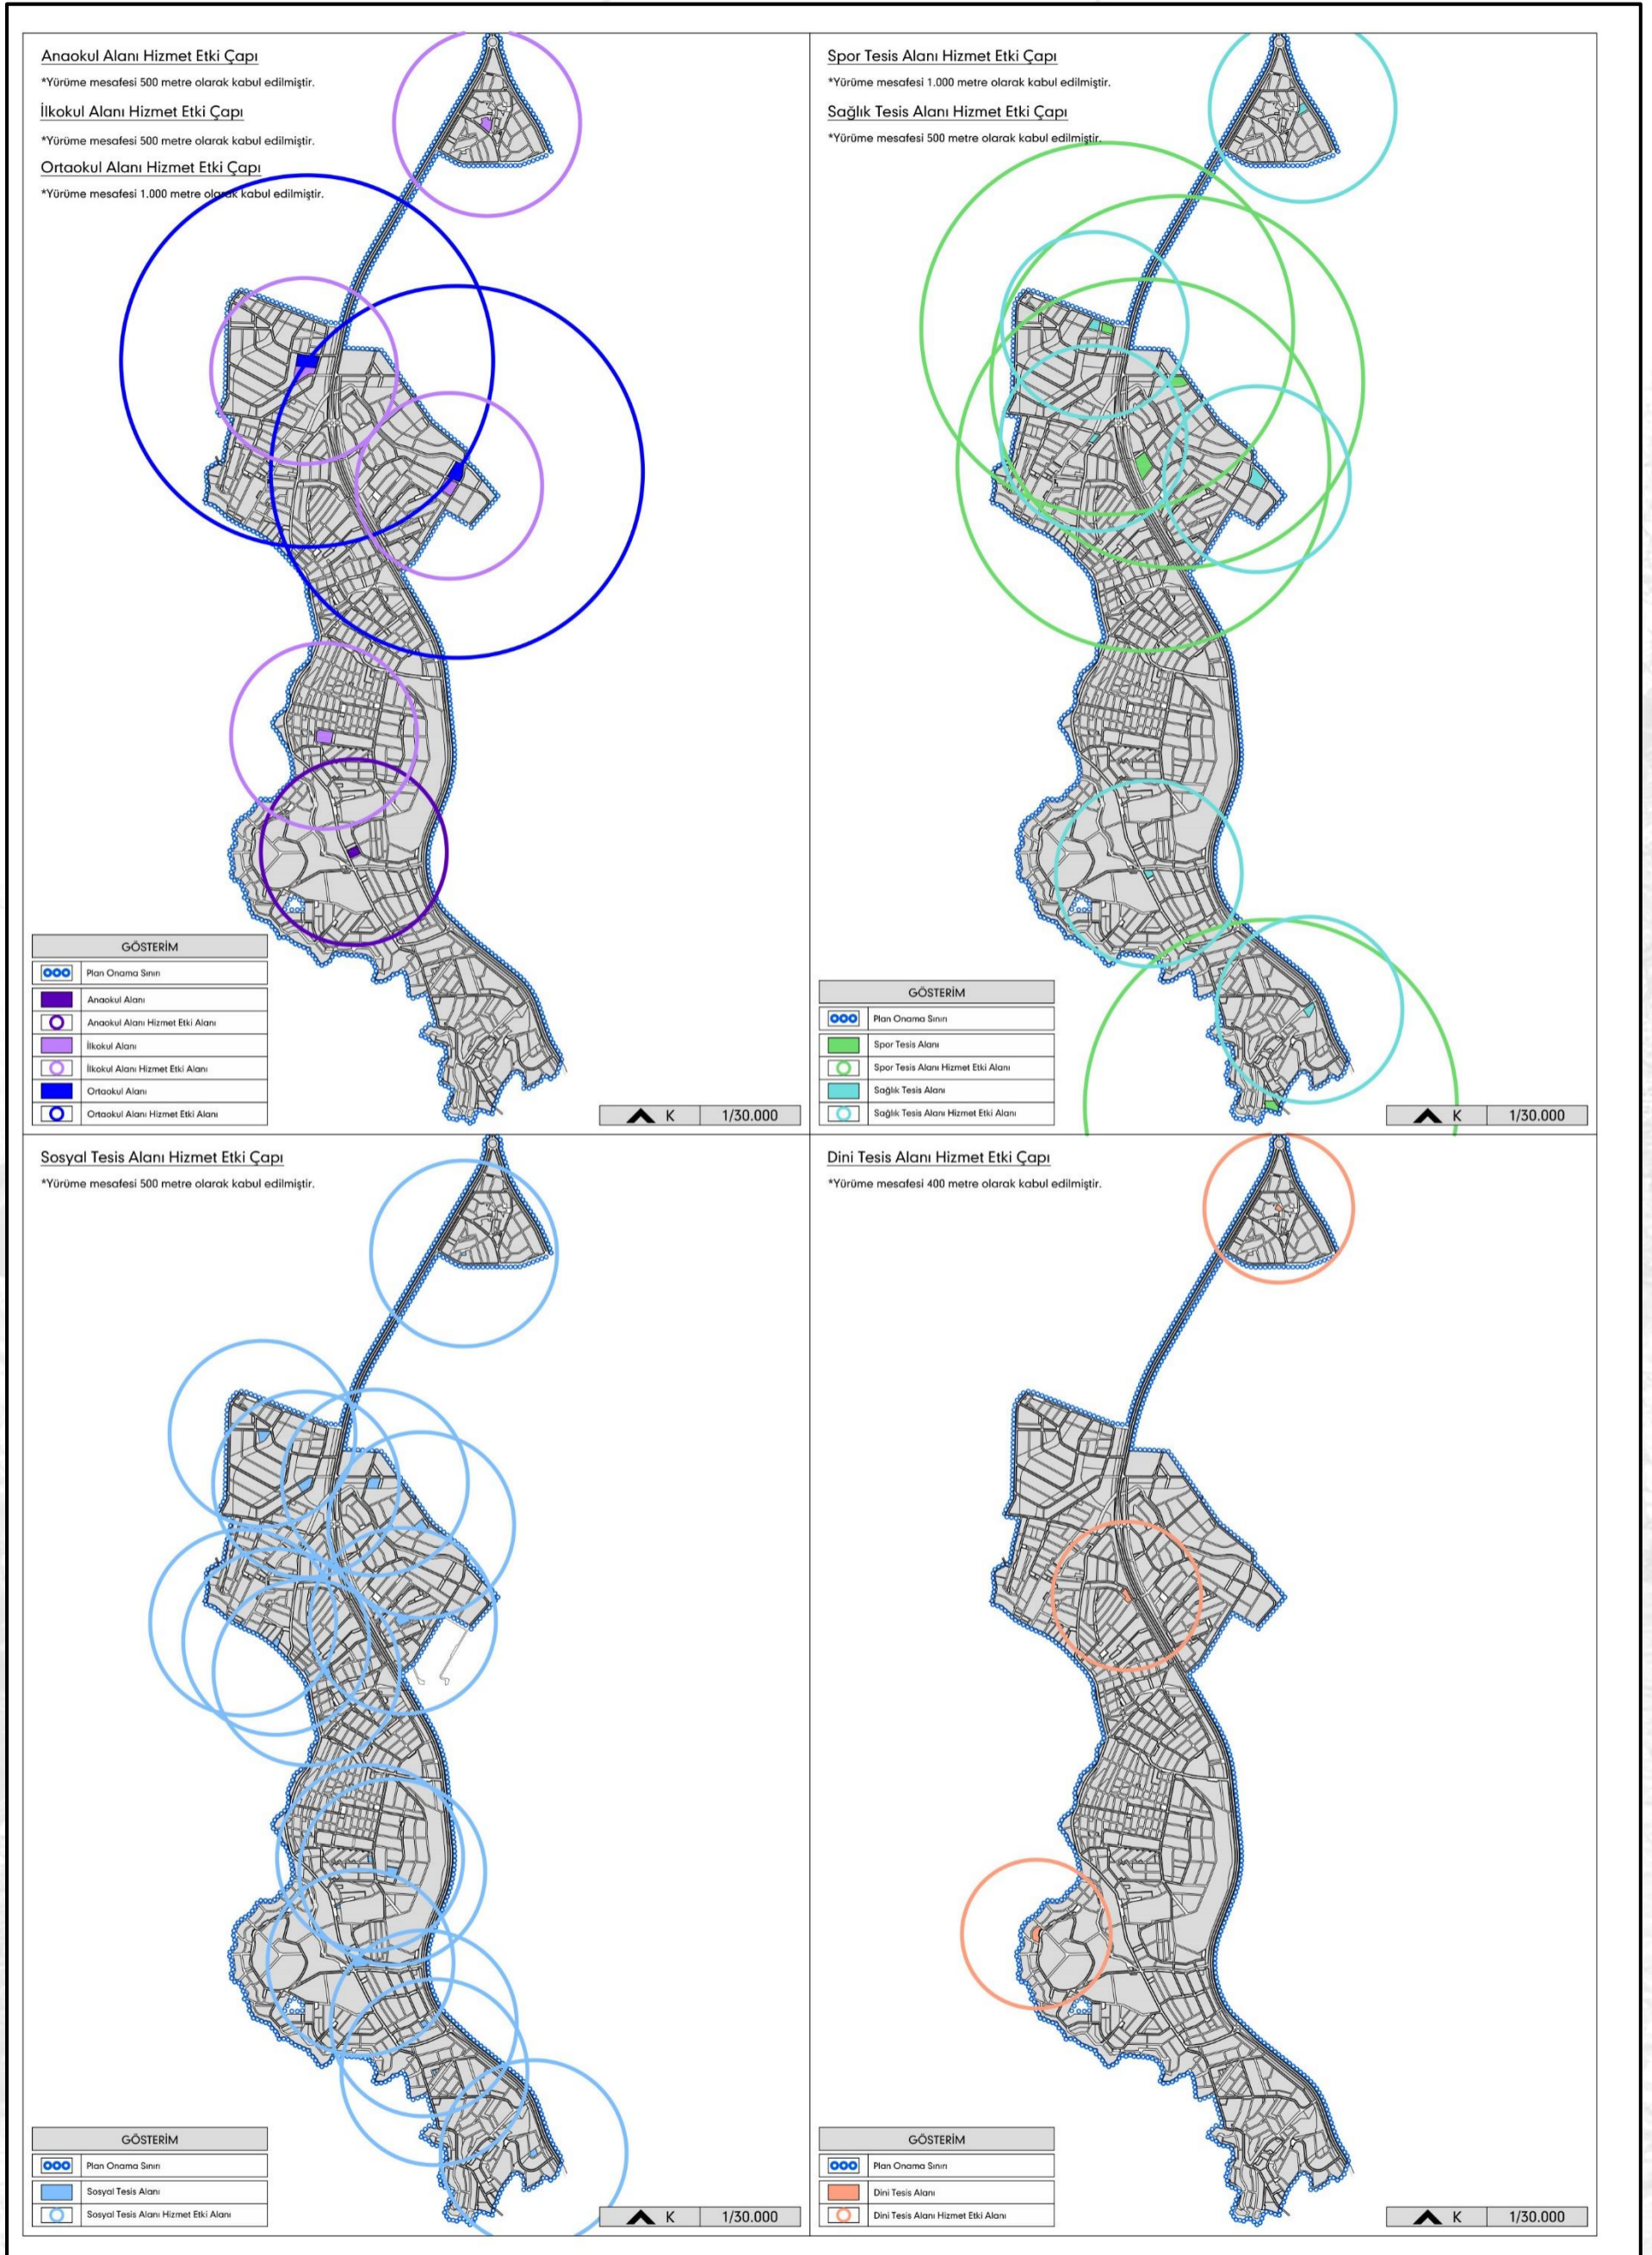 Anaokul Alanı Hizmet Etki Çapı
*Yürüme mesafesi 500 metre olarak kabul edilmiştir.
İlkokul Alanı Hizmet Etki Çapı
*Yürüme mesafesi 500 metre olarak kabul edilmiştir.
Ortaokul Alanı Hizmet Etki Çapı
*Yürüme mesafesi 1.000 metre olarak kabul edilmiştir.
GÖSTERİM
Plan Onama Sınırı
Anaokul Alanı
Anaokul Alanı Hizmet Etki Alanı
İlkokul Alanı
İlkokul Alanı Hizmet Etki Alanı
Ortaokul Alanı
Ortaokul Alanı Hizmet Etki Alanı
K 1/30.000
Spor Tesis Alanı Hizmet Etki Çapı
*Yürüme mesafesi 1.000 metre olarak kabul edilmiştir.
Sağlık Tesis Alanı Hizmet Etki Çapı
*Yürüme mesafesi 500 metre olarak kabul edilmiştir.
GÖSTERİM
Plan Onama Sınırı
Spor Tesis Alanı
Spor Tesis Alanı Hizmet Etki Alanı
Sağlık Tesis Alanı
Sağlık Tesis Alanı Hizmet Etki Alanı
K 1/30.000
Sosyal Tesis Alanı Hizmet Etki Çapı
*Yürüme mesafesi 500 metre olarak kabul edilmiştir.
GÖSTERİM
Plan Onama Sınırı
Sosyal Tesis Alanı
Sosyal Tesis Alanı Hizmet Etki Alanı
K 1/30.000
Dini Tesis Alanı Hizmet Etki Çapı
*Yürüme mesafesi 400 metre olarak kabul edilmiştir.
GÖSTERİM
Plan Onama Sınırı
Dini Tesis Alanı
Dini Tesis Alanı Hizmet Etki Alanı
K 1/30.000